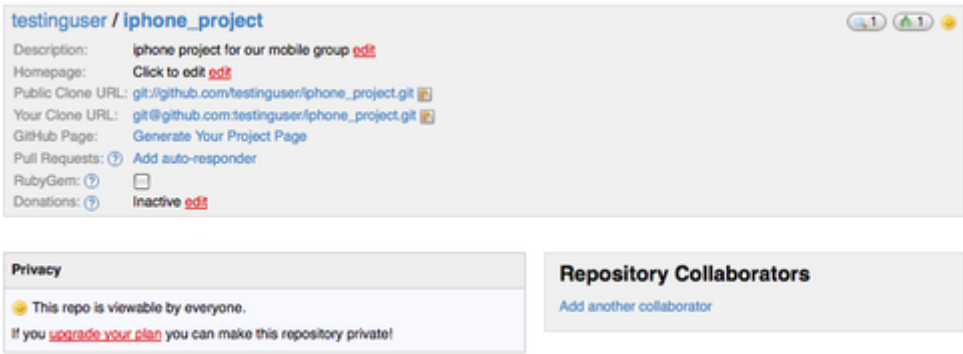 testinguser / iphone_project
1
1
Description: iphone project for our mobile group edit
Homepage: Click to edit edit
Public Clone URL: git://github.com/testinguser/iphone_project.git
Your Clone URL: git@github.com:testinguser/iphone_project.git
GitHub Page: Generate Your Project Page
Pull Requests: ? Add auto-responder
RubyGem: ?
Donations: ? Inactive edit
Privacy
This repo is viewable by everyone.
If you upgrade your plan you can make this repository private!
Repository Collaborators
Add another collaborator